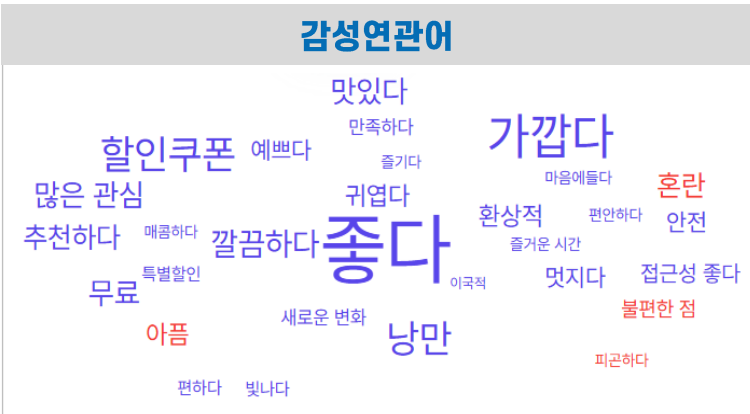 감성연관어
맛있다
만족하다
가깝다
할인쿠폰
예쁘다
즐기다
마음에들다
혼란
많은 관심
귀엽다
환상적
편안하다
안전
추천하다
매콤하다
깔끔하다
좋다
즐거운 시간
특별할인
이국적
멋지다
접근성 좋다
무료
새로운 변화
불편한 점
아픔
낭만
피곤하다
편하다
빛나다